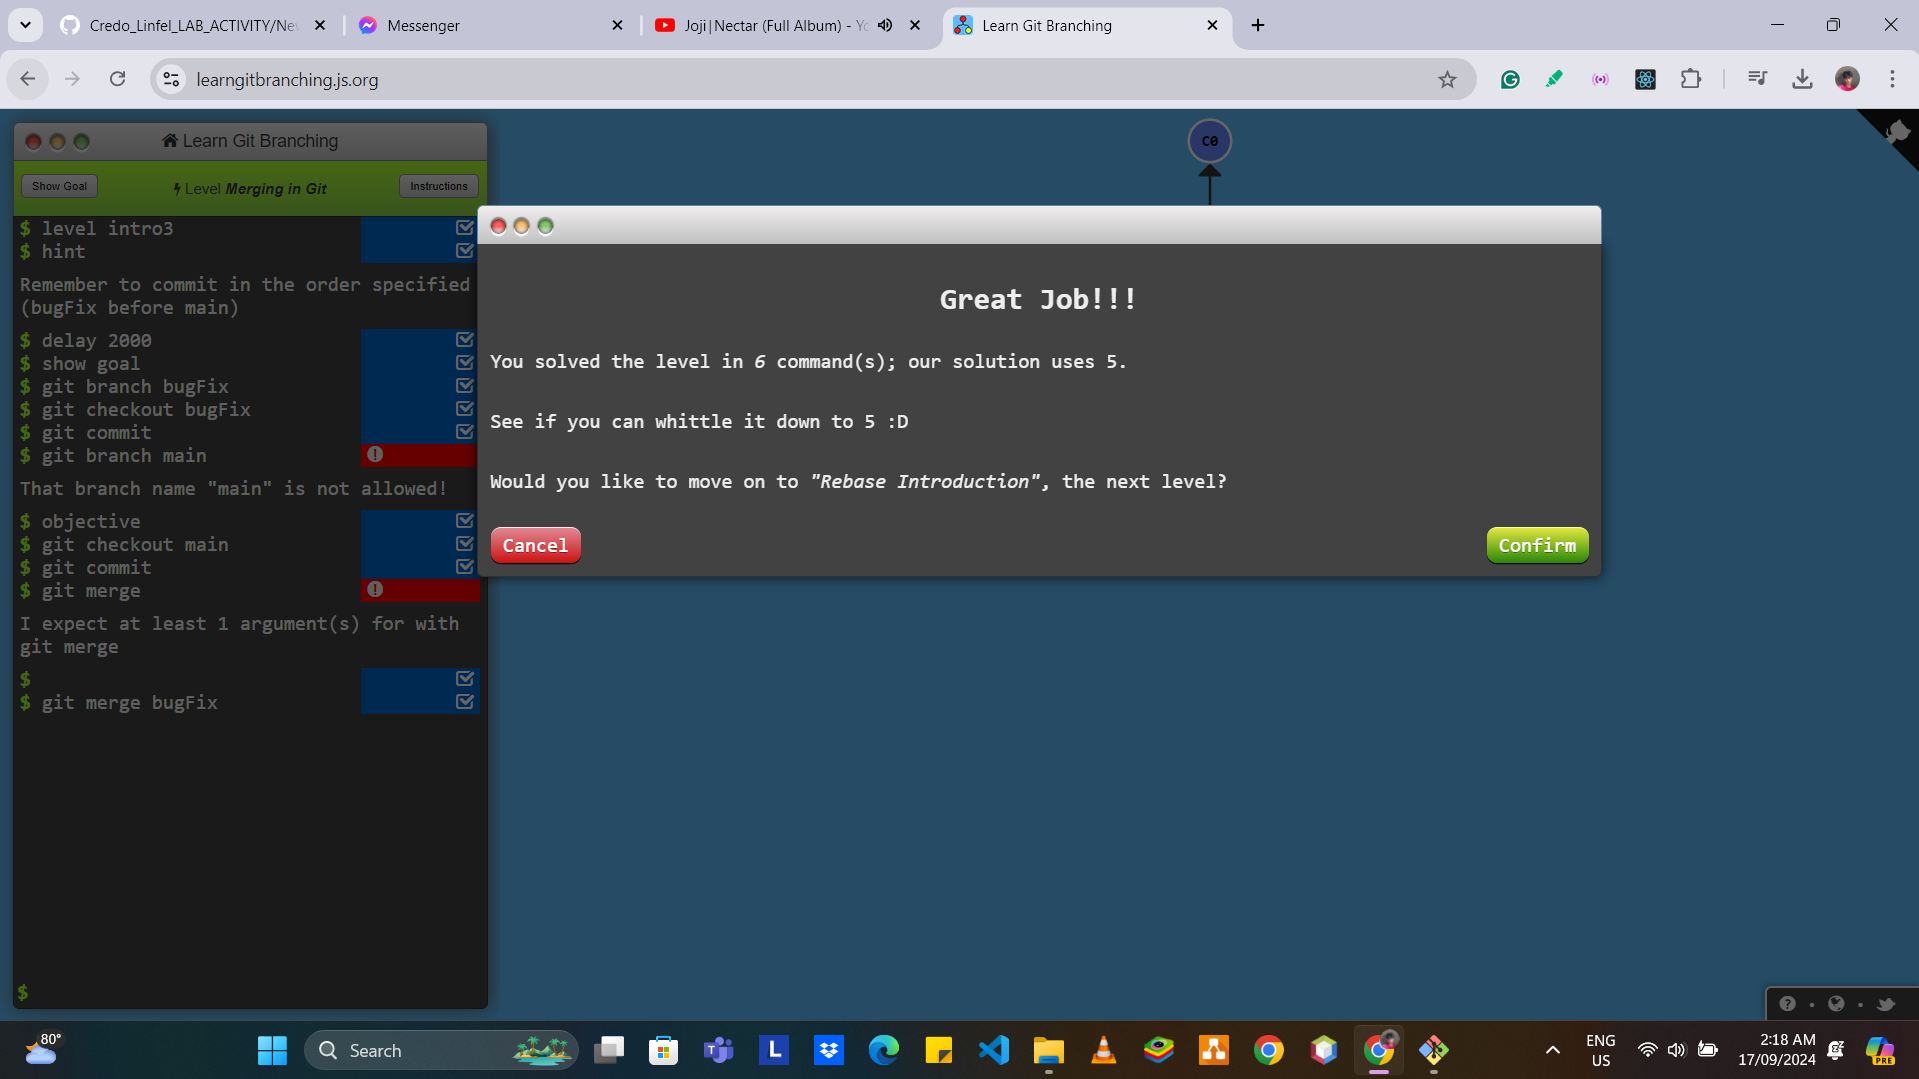 Credo_Linfel_LAB_ACTIVITY/Ne
Messenger
Joji|Nectar (Full Album) - Yo
Learn Git Branching
learngitbranching.js.org
Learn Git Branching
Show Goal
Level Merging in Git
Instructions
$ level intro3
$ hint
Remember to commit in the order specified
(bugFix before main)
$ delay 2000
$ show goal
$ git branch bugFix
$ git checkout bugFix
$ git commit
$ git branch main
That branch name "main" is not allowed!
$ objective
$ git checkout main
$ git commit
$ git merge
I expect at least 1 argument(s) for with
git merge
$
$ git merge bugFix
$
C0
Great Job!!!
You solved the level in 6 command(s); our solution uses 5.
See if you can whittle it down to 5 :D
Would you like to move on to "Rebase Introduction", the next level?
Cancel
Confirm
80°
Search
L
ENG
US
2:18 AM
17/09/2024
PRE